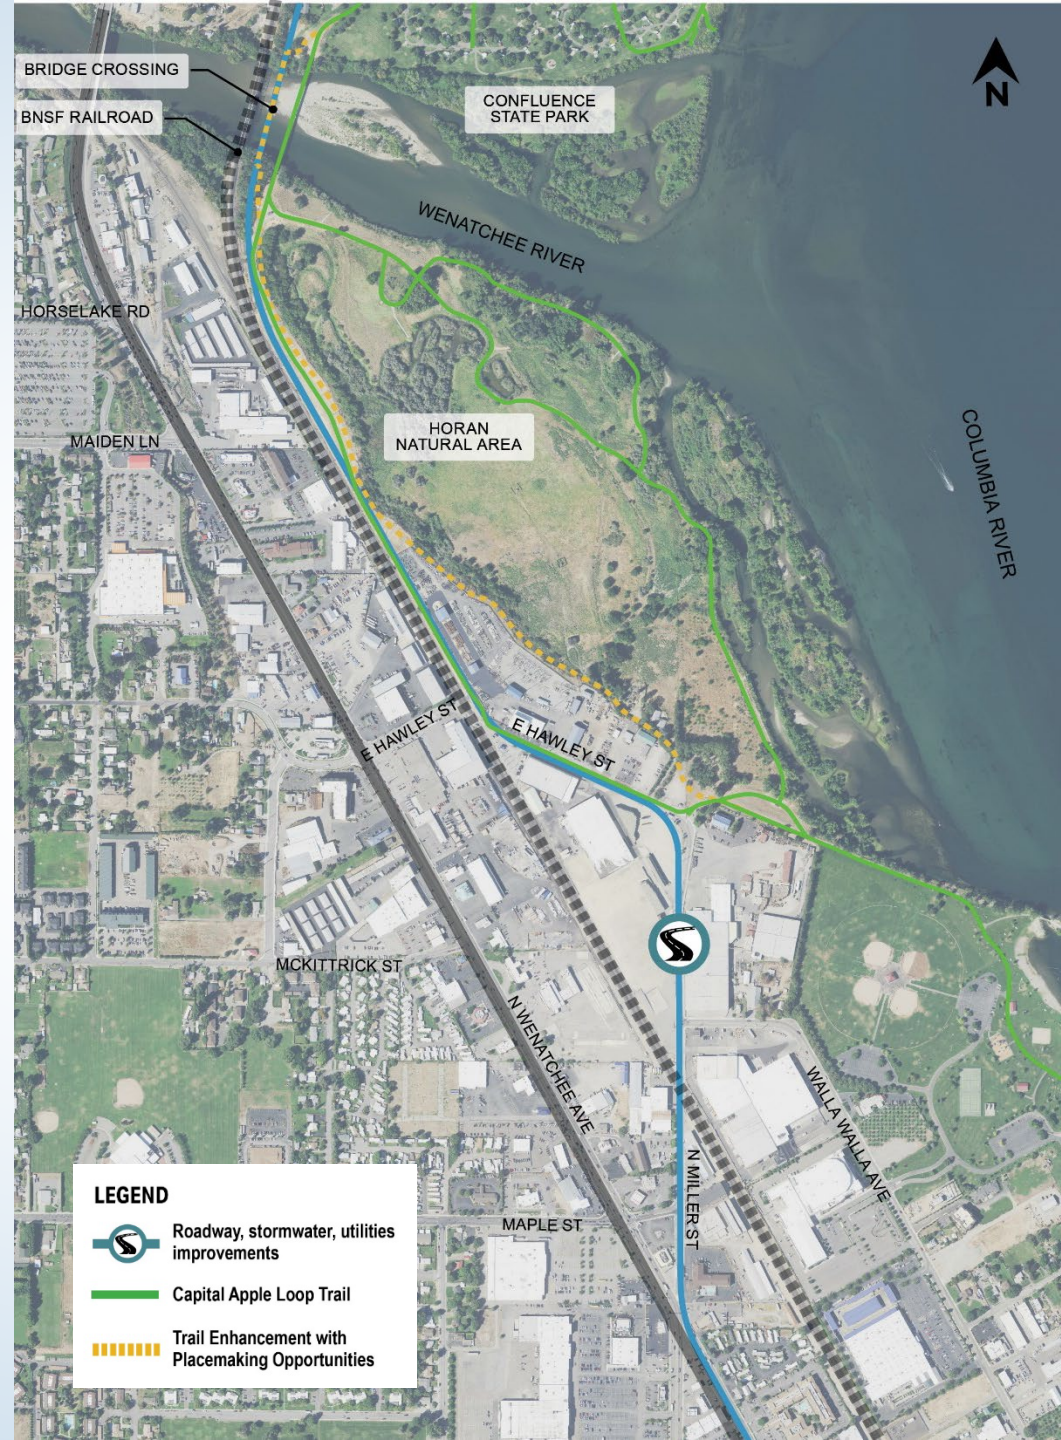 BRIDGE CROSSING
BNSF RAILROAD
CONFLUENCE
STATE PARK
N
WENATCHEE RIVER
HORSELAKE RD
MAIDEN LN
HORAN
NATURAL AREA
COLUMBIA RIVER
E HAWLEY ST
E HAWLEY ST
MCKITTRICK ST
N WENATCHEE AVE
WALLA WALLA AVE
N MILLER ST
MAPLE ST
LEGEND
Roadway, stormwater, utilities
improvements
Capital Apple Loop Trail
Trail Enhancement with
Placemaking Opportunities